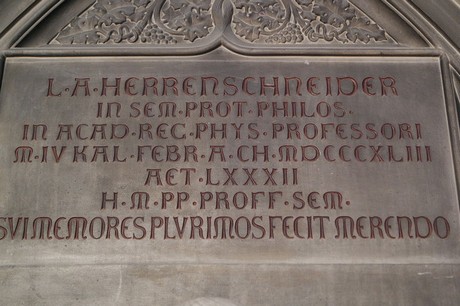 L·A·HERRENSCHNEIDER
IN SEM·PROT·PHILOS·
IN ACAD·REG·PHYS·PROFESSORI
M·IV KAL·FEBR·A·CH·MDCCCXLIII
AET·LXXXII
H·M·PP·PROFF·SEM·
SVI MEMORES PLVRIMOS FECIT MERENDO